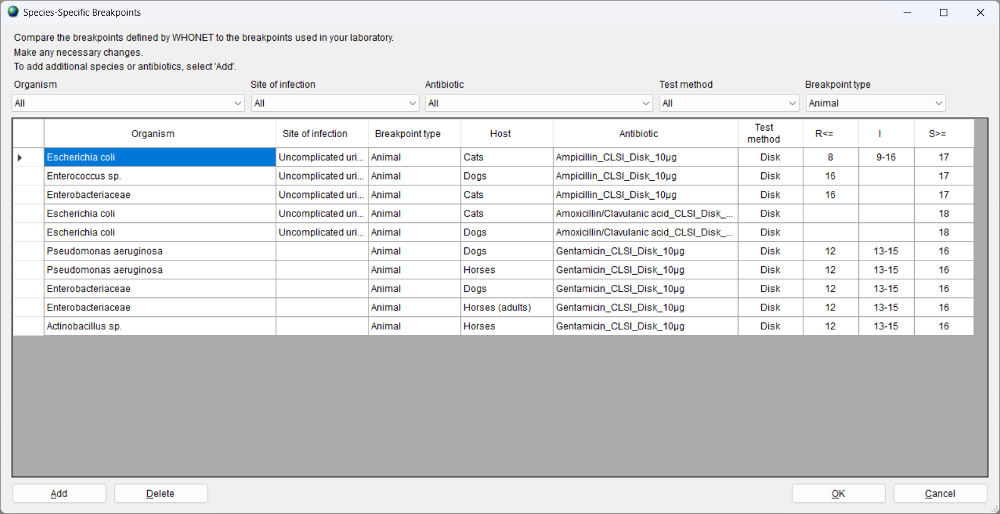 Species-Specific Breakpoints
Compare the breakpoints defined by WHONET to the breakpoints used in your laboratory.
Make any necessary changes.
To add additional species or antibiotics, select 'Add'.
Organism Site of infection Antibiotic Test method Breakpoint type
All All All All Animal
Organism Site of infection Breakpoint type Host Antibiotic Test method R<= I S>=
Escherichia coli Uncomplicated uri... Animal Cats Ampicillin_CLSI_Disk_10µg Disk 8 9-16 17
Enterococcus sp. Uncomplicated uri... Animal Dogs Ampicillin_CLSI_Disk_10µg Disk 16 17
Enterobacteriaceae Uncomplicated uri... Animal Cats Ampicillin_CLSI_Disk_10µg Disk 16 17
Escherichia coli Uncomplicated uri... Animal Cats Amoxicillin/Clavulanic acid_CLSI_Disk_... Disk 18
Escherichia coli Uncomplicated uri... Animal Dogs Amoxicillin/Clavulanic acid_CLSI_Disk_... Disk 18
Pseudomonas aeruginosa Animal Dogs Gentamicin_CLSI_Disk_10µg Disk 12 13-15 16
Pseudomonas aeruginosa Animal Horses Gentamicin_CLSI_Disk_10µg Disk 12 13-15 16
Enterobacteriaceae Animal Dogs Gentamicin_CLSI_Disk_10µg Disk 12 13-15 16
Enterobacteriaceae Animal Horses (adults) Gentamicin_CLSI_Disk_10µg Disk 12 13-15 16
Actinobacillus sp. Animal Horses Gentamicin_CLSI_Disk_10µg Disk 12 13-15 16
Add Delete OK Cancel